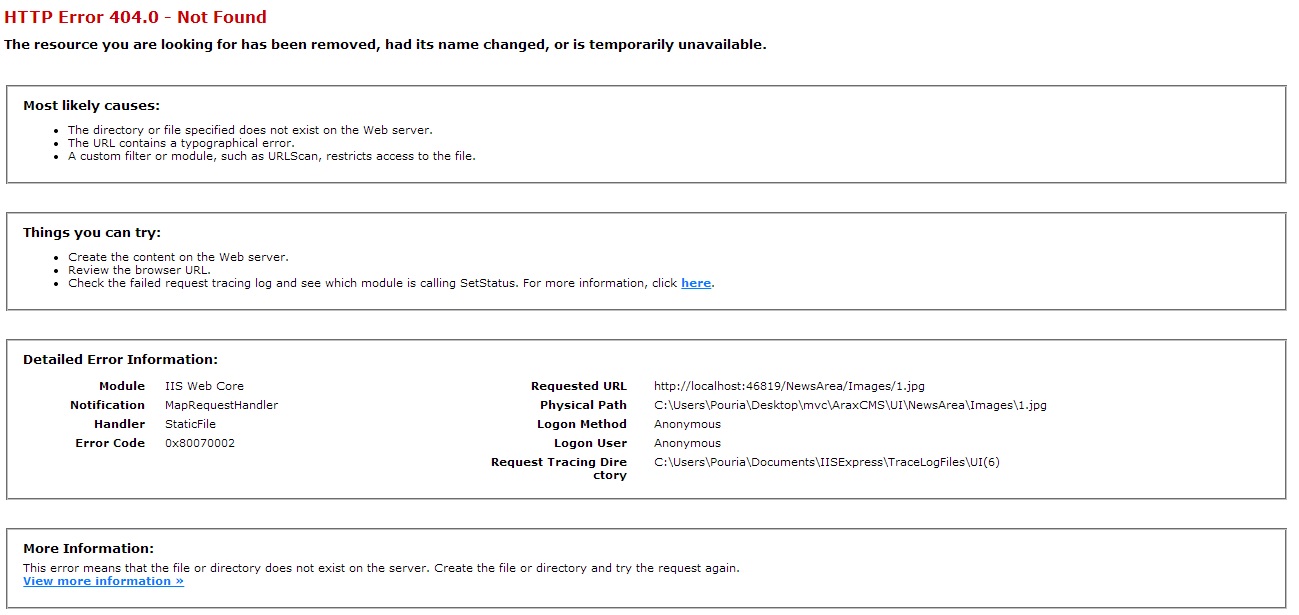 HTTP Error 404.0 - Not Found
The resource you are looking for has been removed, had its name changed, or is temporarily unavailable.
Most likely causes:
• The directory or file specified does not exist on the Web server.
• The URL contains a typographical error.
• A custom filter or module, such as URLScan, restricts access to the file.
Things you can try:
• Create the content on the Web server.
• Review the browser URL.
• Check the failed request tracing log and see which module is calling SetStatus. For more information, click here.
Detailed Error Information:
Module IIS Web Core
Notification MapRequestHandler
Handler StaticFile
Error Code 0x80070002
Requested URL http://localhost:46819/NewsArea/Images/1.jpg
Physical Path C:\Users\Pouria\Desktop\mvc\AraxCMS\UI\NewsArea\Images\1.jpg
Logon Method Anonymous
Logon User Anonymous
Request Tracing Dire C:\Users\Pouria\Documents\IISExpress\TraceLogFiles\UI(6)
ctory
More Information:
This error means that the file or directory does not exist on the server. Create the file or directory and try the request again.
View more information »